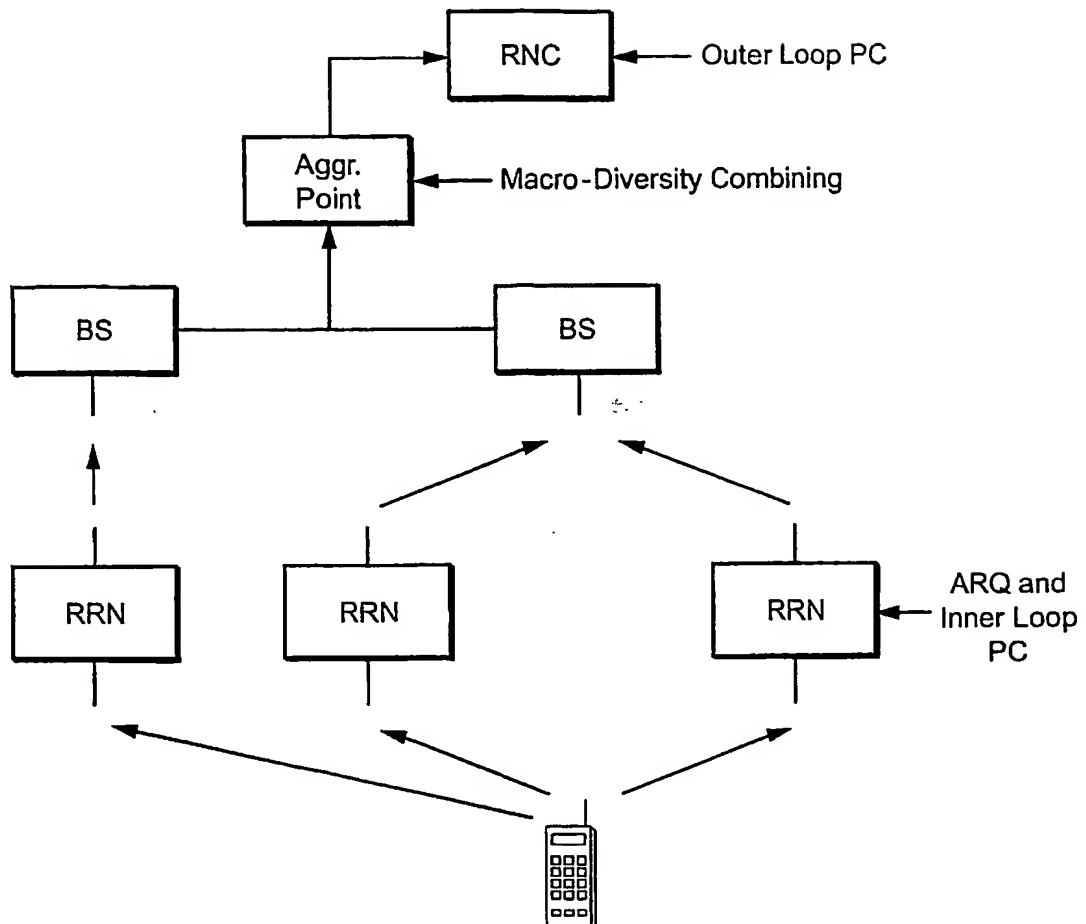 RNC
Outer Loop PC
Aggr.
Point
Macro-Diversity Combining
BS
BS
RRN
RRN
RRN
ARQ and
Inner Loop
PC